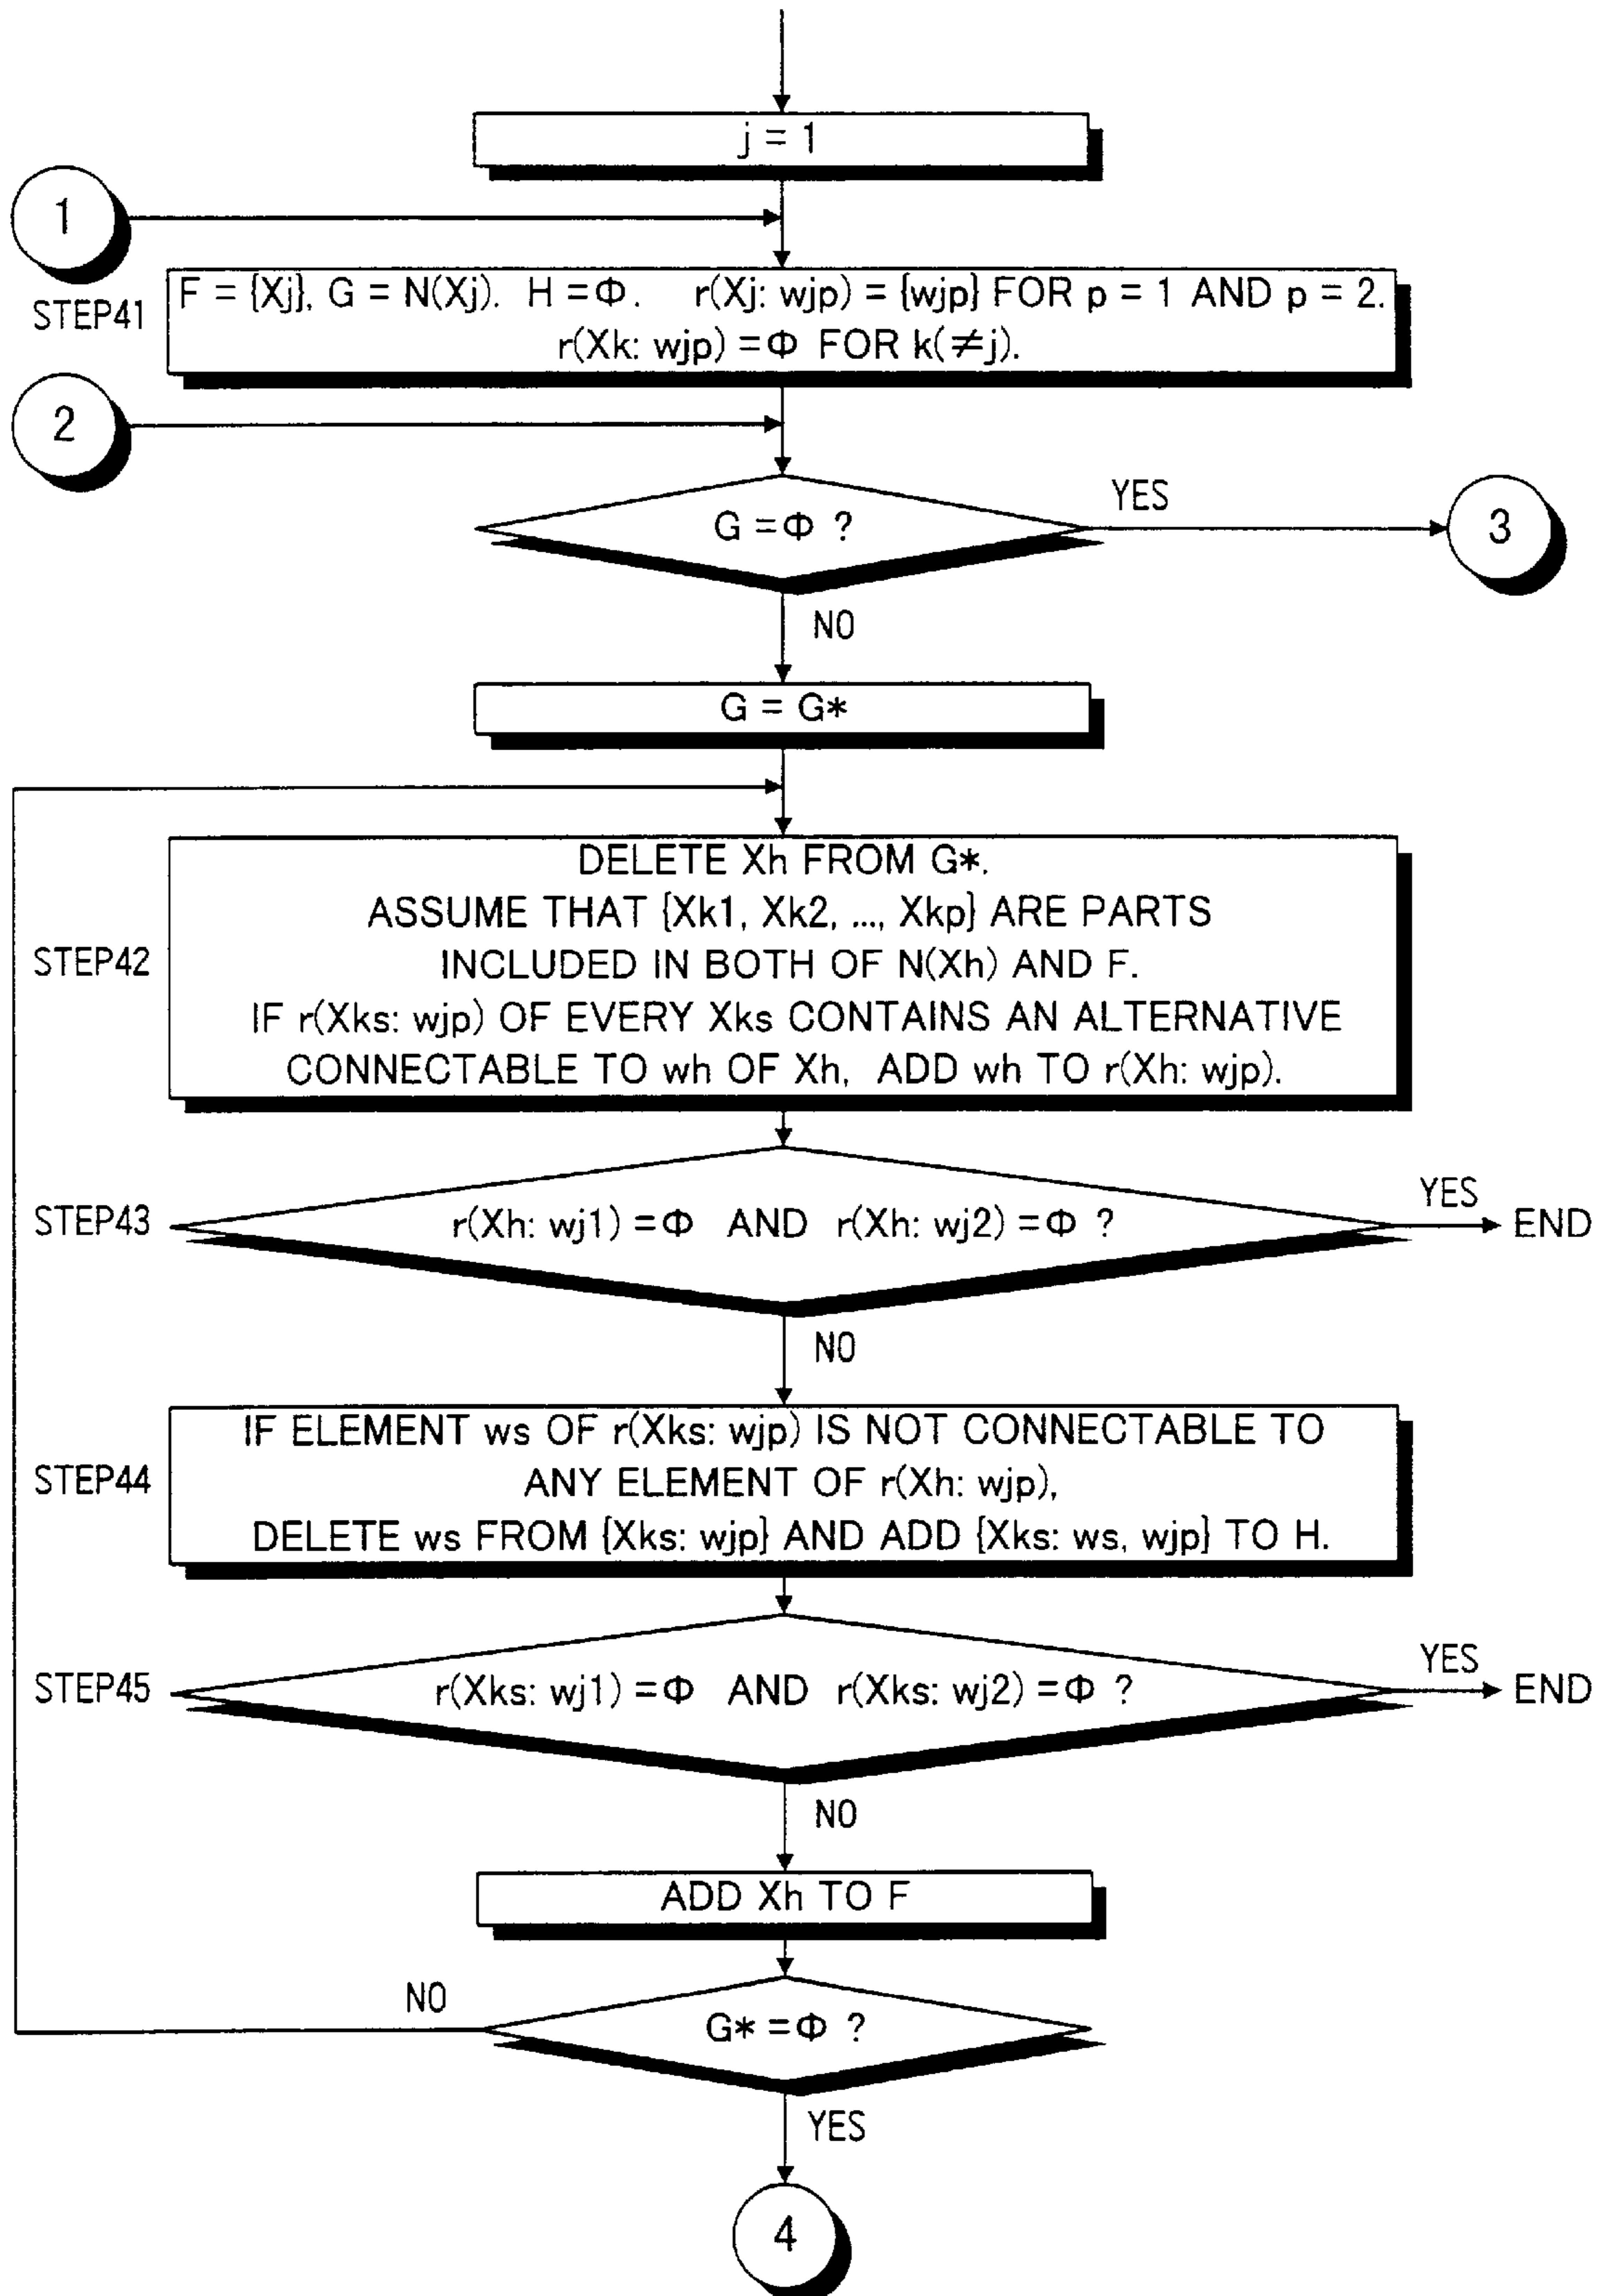 j = 1
1
STEP41
F = {Xj}, G = N(Xj). H =Φ. r(Xj: wjp) = {wjp} FOR p = 1 AND p = 2.
r(Xk: wjp) =Φ FOR k(≠j).
2
G =Φ ?
YES
3
NO
G = G*
STEP42
DELETE Xh FROM G*.
ASSUME THAT {Xk1, Xk2, ..., Xkp} ARE PARTS
INCLUDED IN BOTH OF N(Xh) AND F.
IF r(Xks: wjp) OF EVERY Xks CONTAINS AN ALTERNATIVE
CONNECTABLE TO wh OF Xh, ADD wh TO r(Xh: wjp).
STEP43
r(Xh: wj1) =Φ AND r(Xh: wj2) =Φ ?
YES
END
NO
STEP44
IF ELEMENT ws OF r(Xks: wjp) IS NOT CONNECTABLE TO
ANY ELEMENT OF r(Xh: wjp),
DELETE ws FROM {Xks: wjp} AND ADD {Xks: ws, wjp} TO H.
STEP45
r(Xks: wj1) =Φ AND r(Xks: wj2) =Φ ?
YES
END
NO
ADD Xh TO F
NO
G* =Φ ?
YES
4